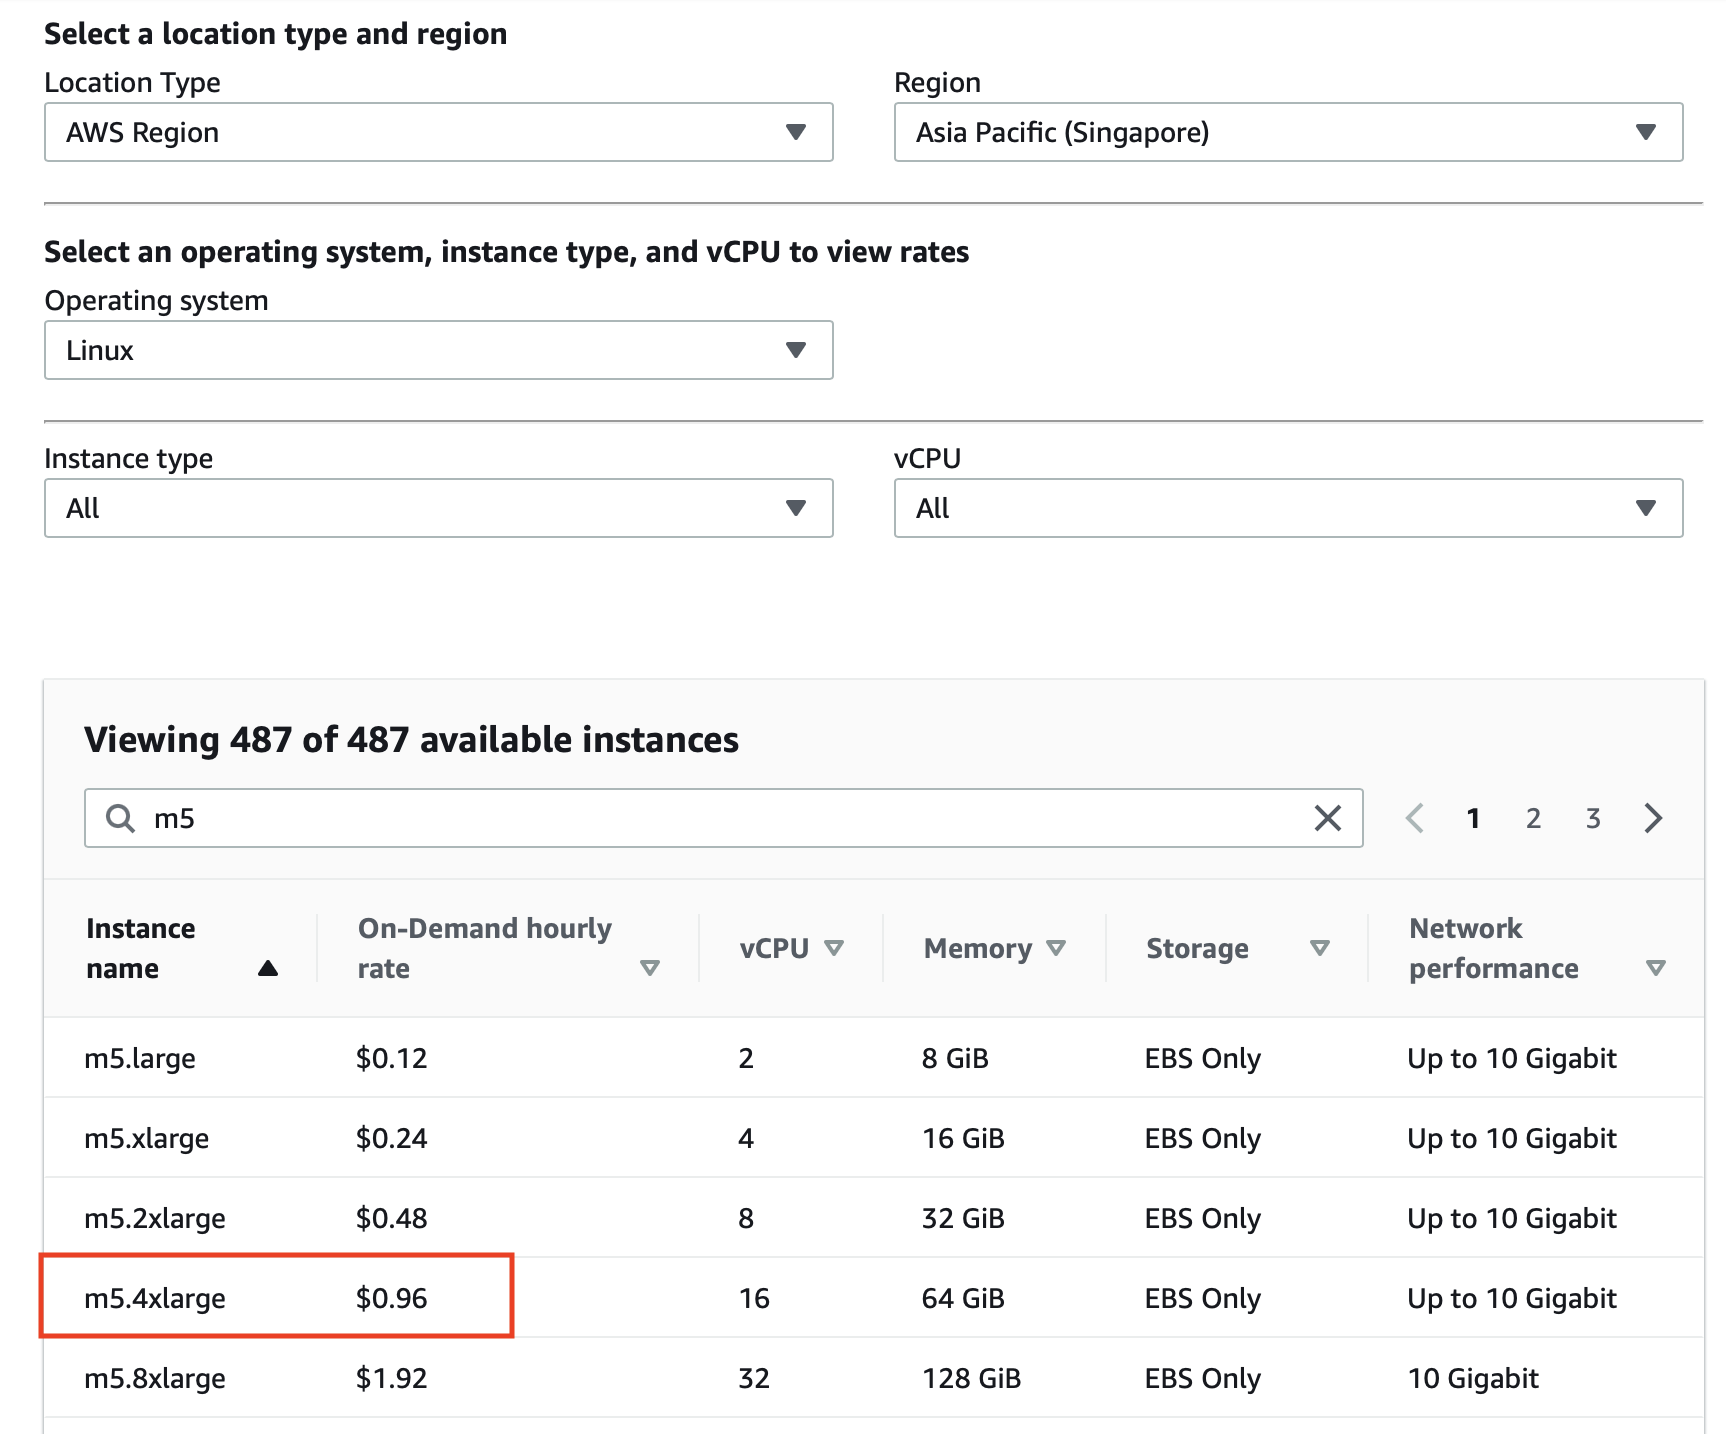 Select a location type and region
Location Type
Region
AWS Region
Asia Pacific (Singapore)
Select an operating system, instance type, and vCPU to view rates
Operating system
Linux
Instance type
vCPU
All
All
Viewing 487 of 487 available instances
m5
1 2 3
Instance name
On-Demand hourly rate
vCPU
Memory
Storage
Network performance
m5.large $0.12 2 8 GiB EBS Only Up to 10 Gigabit
m5.xlarge $0.24 4 16 GiB EBS Only Up to 10 Gigabit
m5.2xlarge $0.48 8 32 GiB EBS Only Up to 10 Gigabit
m5.4xlarge $0.96 16 64 GiB EBS Only Up to 10 Gigabit
m5.8xlarge $1.92 32 128 GiB EBS Only 10 Gigabit